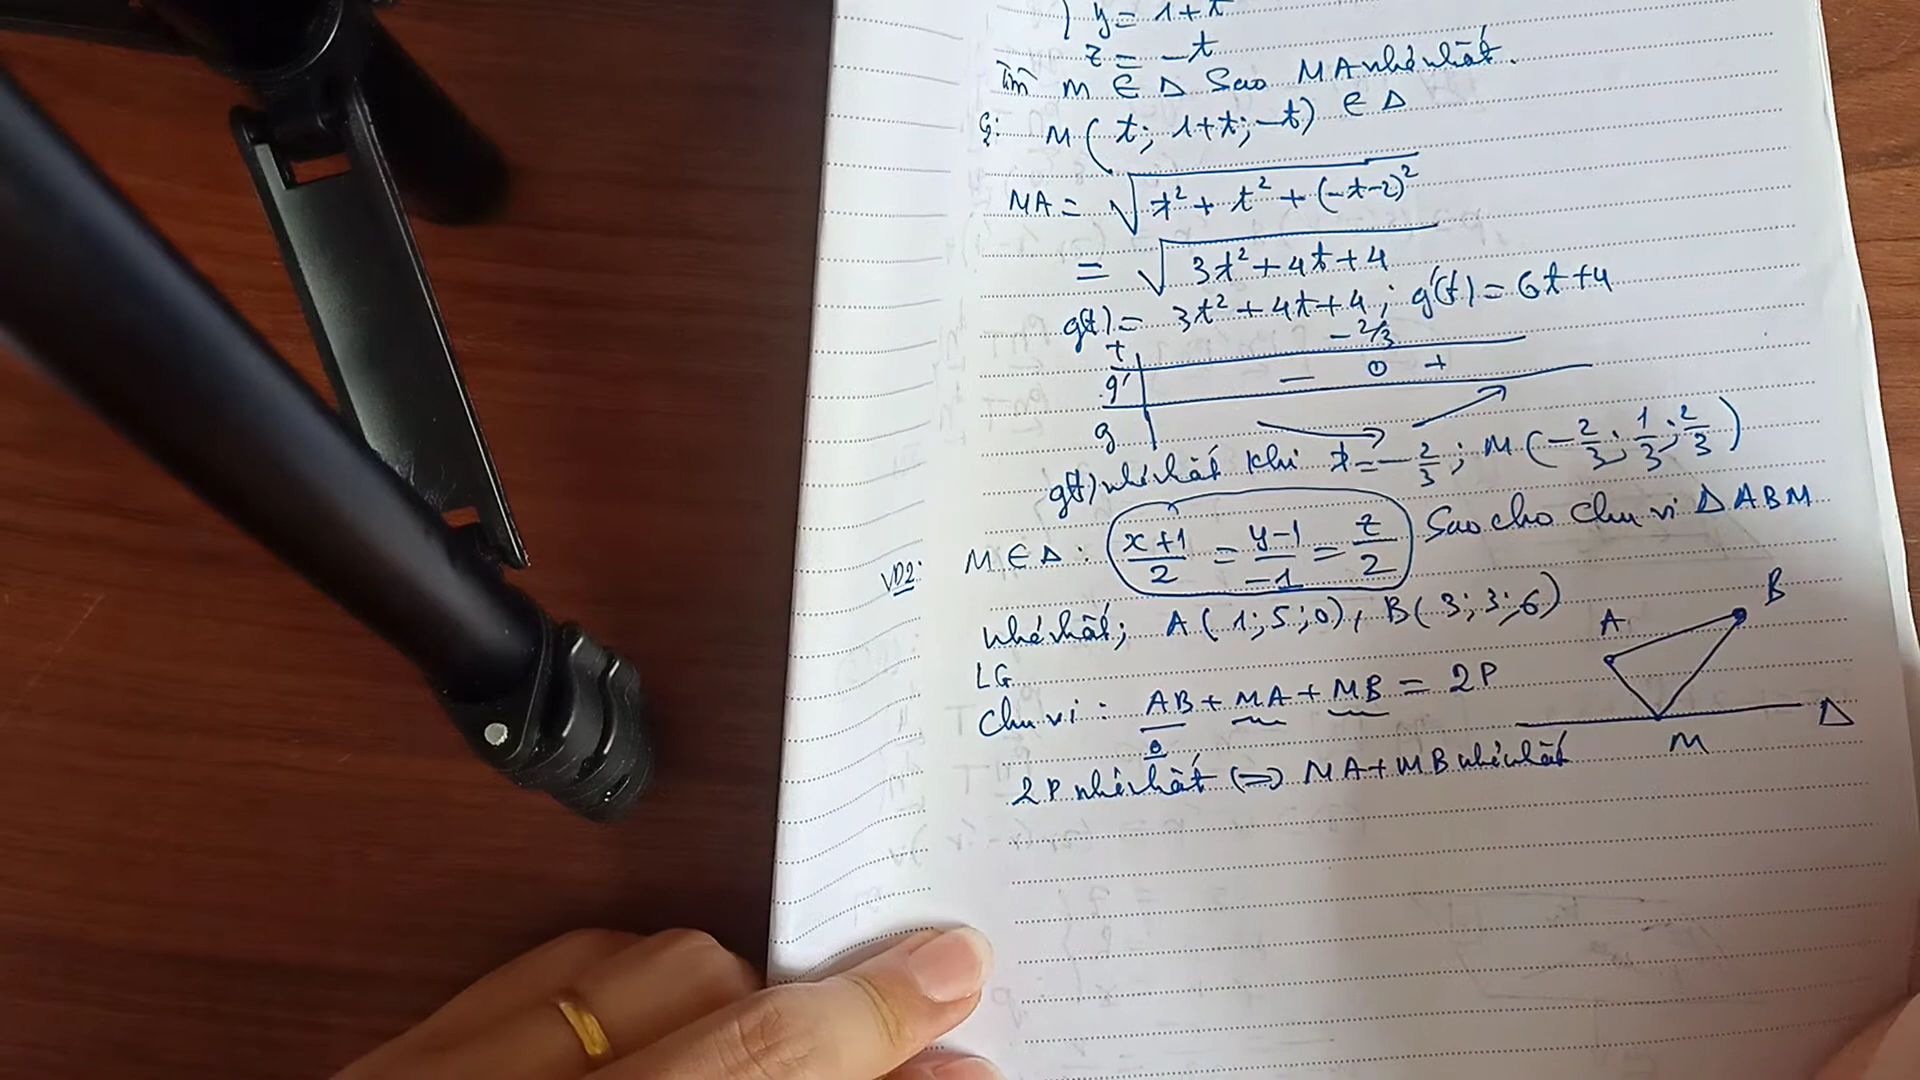 y = 1+t
z = -t
Tìm M ∈ Δ sao MA nhỏ nhất.
G: M(t; 1+t; -t) ∈ Δ
MA = √(t² + t² + (-t-2)²)
= √(3t² + 4t + 4)
g(t) = 3t² + 4t + 4; g'(t) = 6t + 4
t -2/3
g' - 0 +
g
g(t) nhỏ nhất khi t = -2/3; M(-2/3; 1/3; 2/3)
VD2: M ∈ Δ: (x+1)/2 = (y-1)/-1 = z/2 Sao cho chu vi Δ ABM
nhỏ nhất; A(1;5;0), B(3;3;6)
LG
Chu vi: AB + MA + MB = 2P
2P nhỏ nhất ⇔ MA + MB nhỏ nhất
A
B
M
Δ